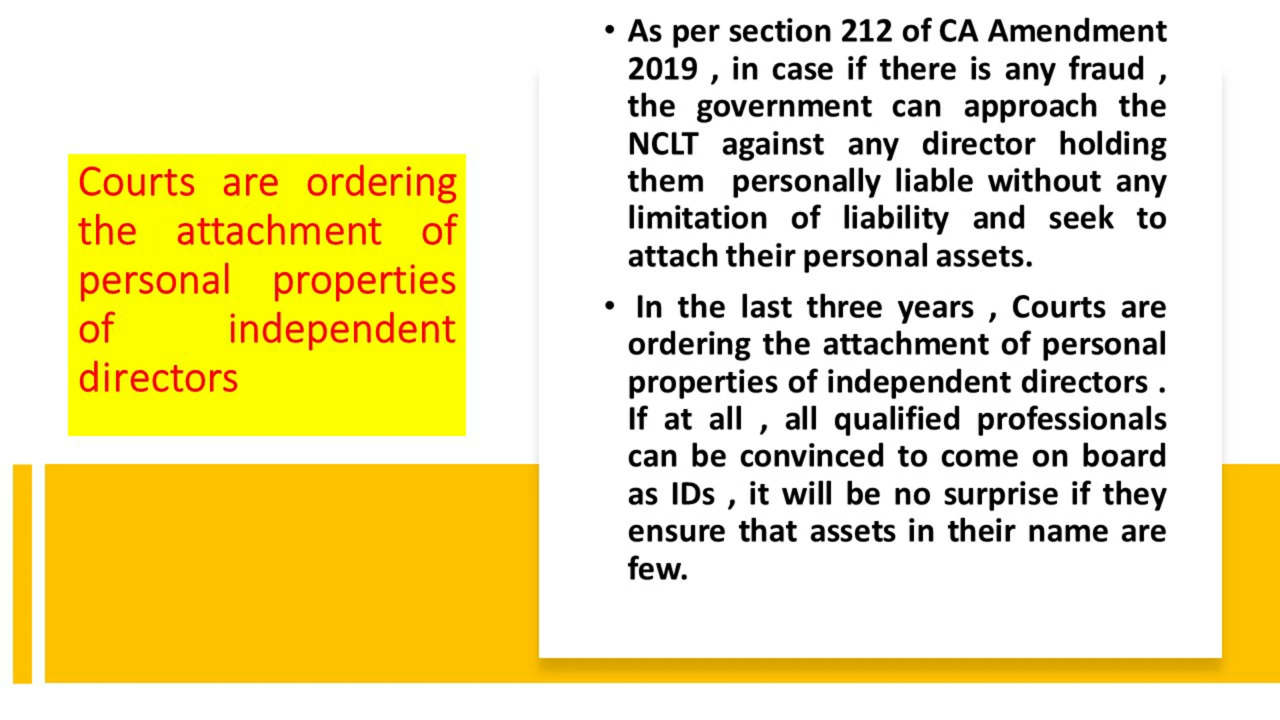 Courts are ordering
the attachment of
personal properties
of independent
directors
• As per section 212 of CA Amendment
2019 , in case if there is any fraud ,
the government can approach the
NCLT against any director holding
them personally liable without any
limitation of liability and seek to
attach their personal assets.
• In the last three years , Courts are
ordering the attachment of personal
properties of independent directors .
If at all , all qualified professionals
can be convinced to come on board
as IDs , it will be no surprise if they
ensure that assets in their name are
few.